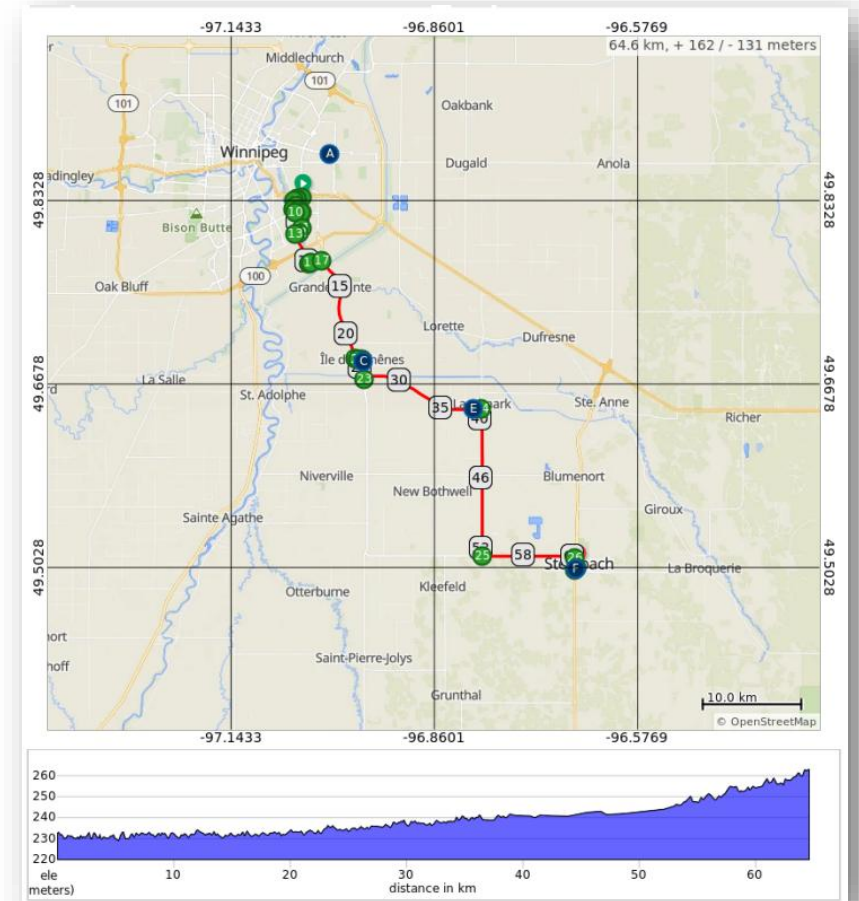 -97.1433 -96.8601 -96.5769
64.6 km, + 162 / - 131 meters
Middlechurch
101
101
Oakbank
Winnipeg
A
Dugald
Anola
adingley
49.8328
49.8328
10
Bison Butte
13
17
100
Oak Bluff
15
Lorette
20
Dufresne
C
La Salle
23
30
49.6678
49.6678
St. Adolphe
35
E
Ste. Anne
Richer
46
Niverville
Blumenort
New Bothwell
Giroux
Sainte Agathe
25
58
26
F
49.5028
49.5028
La Broquerie
Otterburne
Kleefeld
Saint-Pierre-Jolys
Grunthal
10.0 km
© OpenStreetMap
-97.1433 -96.8601 -96.5769
260
250
240
230
220
ele
meters)
10 20 30 40 50 60
distance in km